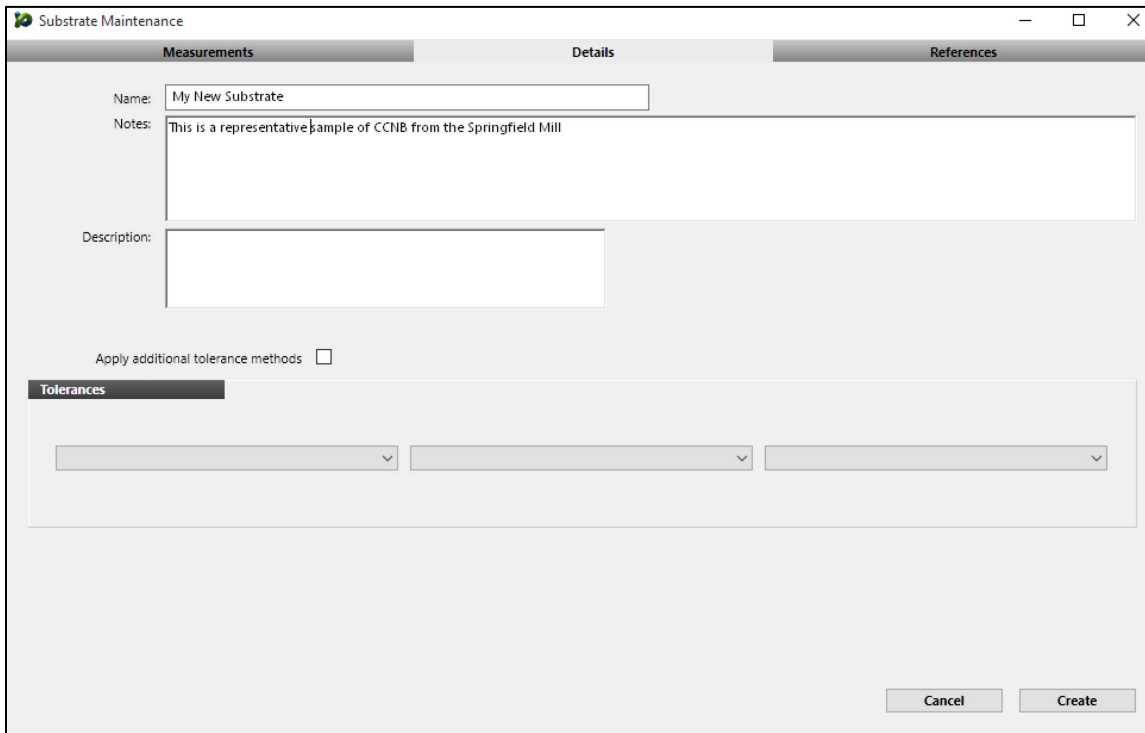 Substrate Maintenance
Measurements Details References
Name: My New Substrate
Notes: This is a representative sample of CCNB from the Springfield Mill
Description:
Apply additional tolerance methods
Tolerances
Cancel Create